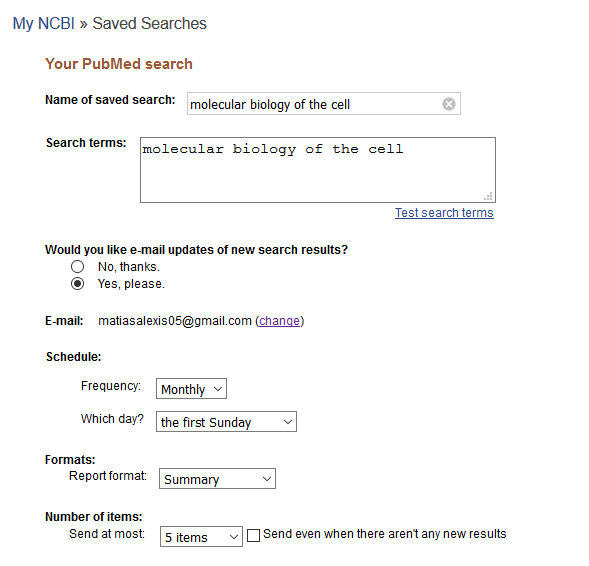 My NCBI » Saved Searches
Your PubMed search
Name of saved search: molecular biology of the cell
Search terms: molecular biology of the cell
Test search terms
Would you like e-mail updates of new search results?
No, thanks.
Yes, please.
E-mail: matiasalexis05@gmail.com (change)
Schedule:
Frequency: Monthly
Which day? the first Sunday
Formats:
Report format: Summary
Number of items:
Send at most: 5 items Send even when there aren't any new results